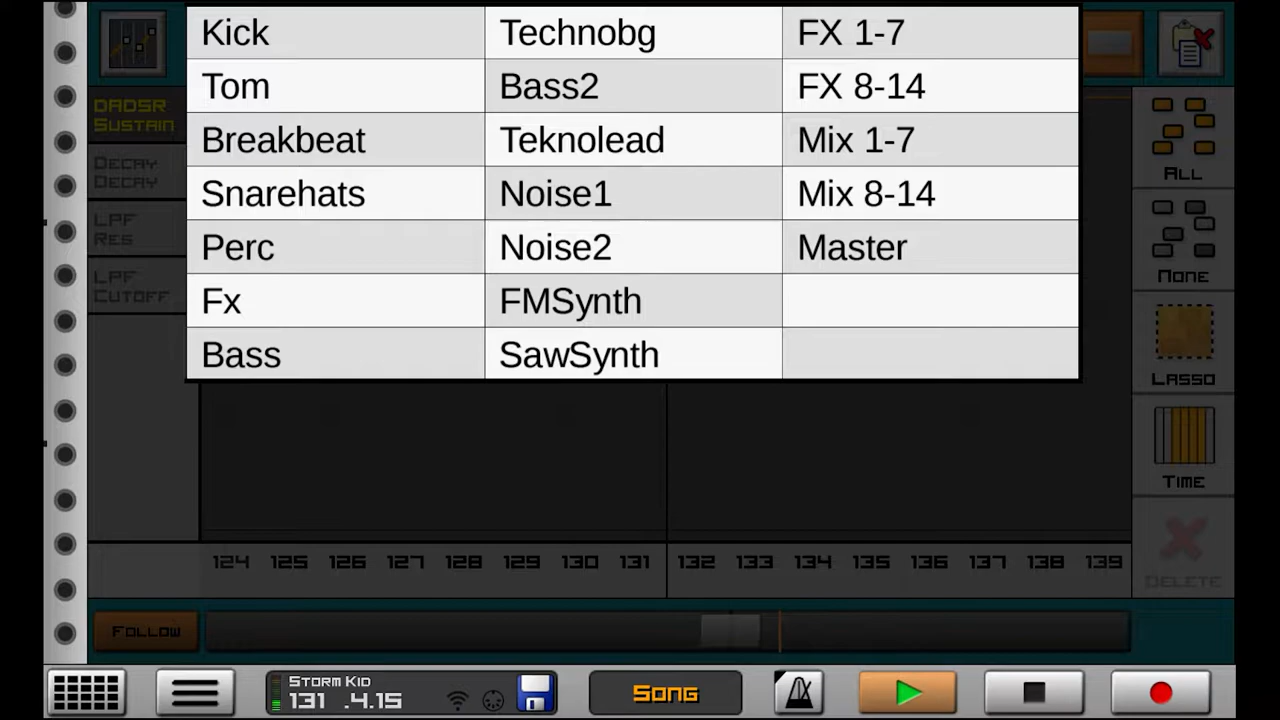 Kick Technobg FX 1-7
Tom Bass2 FX 8-14
Breakbeat Teknolead Mix 1-7
Snarehats Noise1 Mix 8-14
Perc Noise2 Master
Fx FMSynth
Bass SawSynth
DADSR
SUSTAIN
DECAY
DECAY
LPF
RES
LPF
CUTOFF
ALL
NONE
LASSO
TIME
DELETE
124 125 126 127 128 129 130 131 132 133 134 135 136 137 138 139
FOLLOW
STORM KID
131 .4.15
SONG